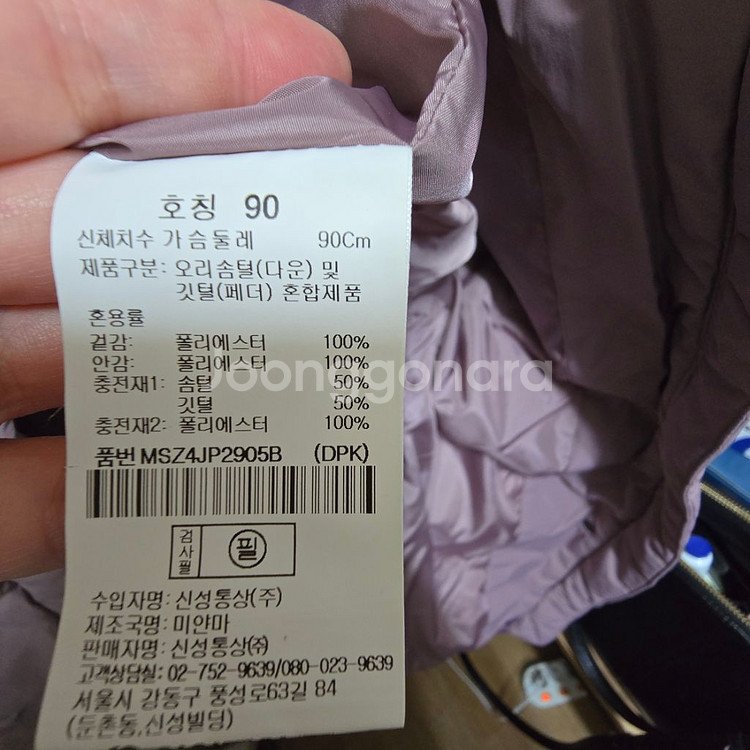 호칭 90
신체치수 가슴둘레 90Cm
제품구분: 오리솜털(다운) 및
깃털(페더) 혼합제품
혼용률
겉감: 폴리에스터 100%
안감: 폴리에스터 100%
충전재1: 솜털 50%
깃털 50%
충전재2: 폴리에스터 100%
품번 MSZ4JP2905B (DPK)
검사필 필
수입자명: 신성통상(주)
제조국명: 미얀마
판매자명: 신성통상㈜
고객상담실: 02-752-9639/080-023-9639
서울시 강동구 풍성로63길 84
(둔촌동,신성빌딩)
Joonggonara